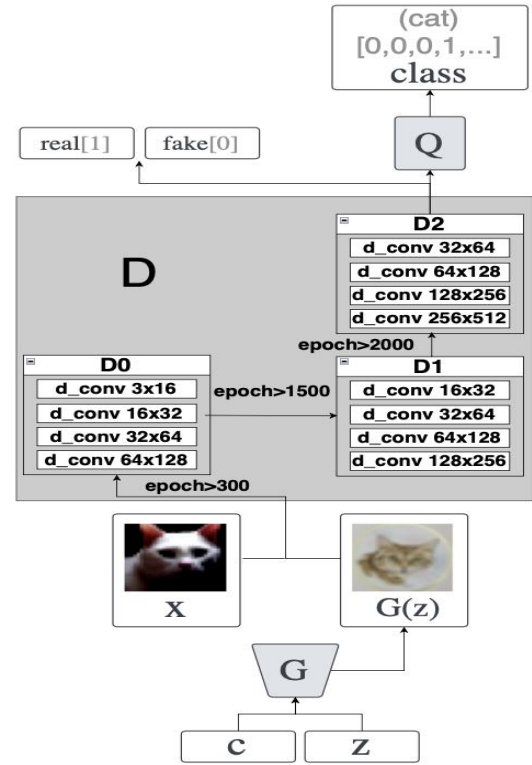 (cat)
[0,0,0,1,...]
class
real[1]
fake[0]
Q
D
D2
d_conv 32x64
d_conv 64x128
d_conv 128x256
d_conv 256x512
epoch>2000
D0
d_conv 3x16
d_conv 16x32
d_conv 32x64
d_conv 64x128
epoch>1500
D1
d_conv 16x32
d_conv 32x64
d_conv 64x128
d_conv 128x256
epoch>300
x
G(z)
G
c
z